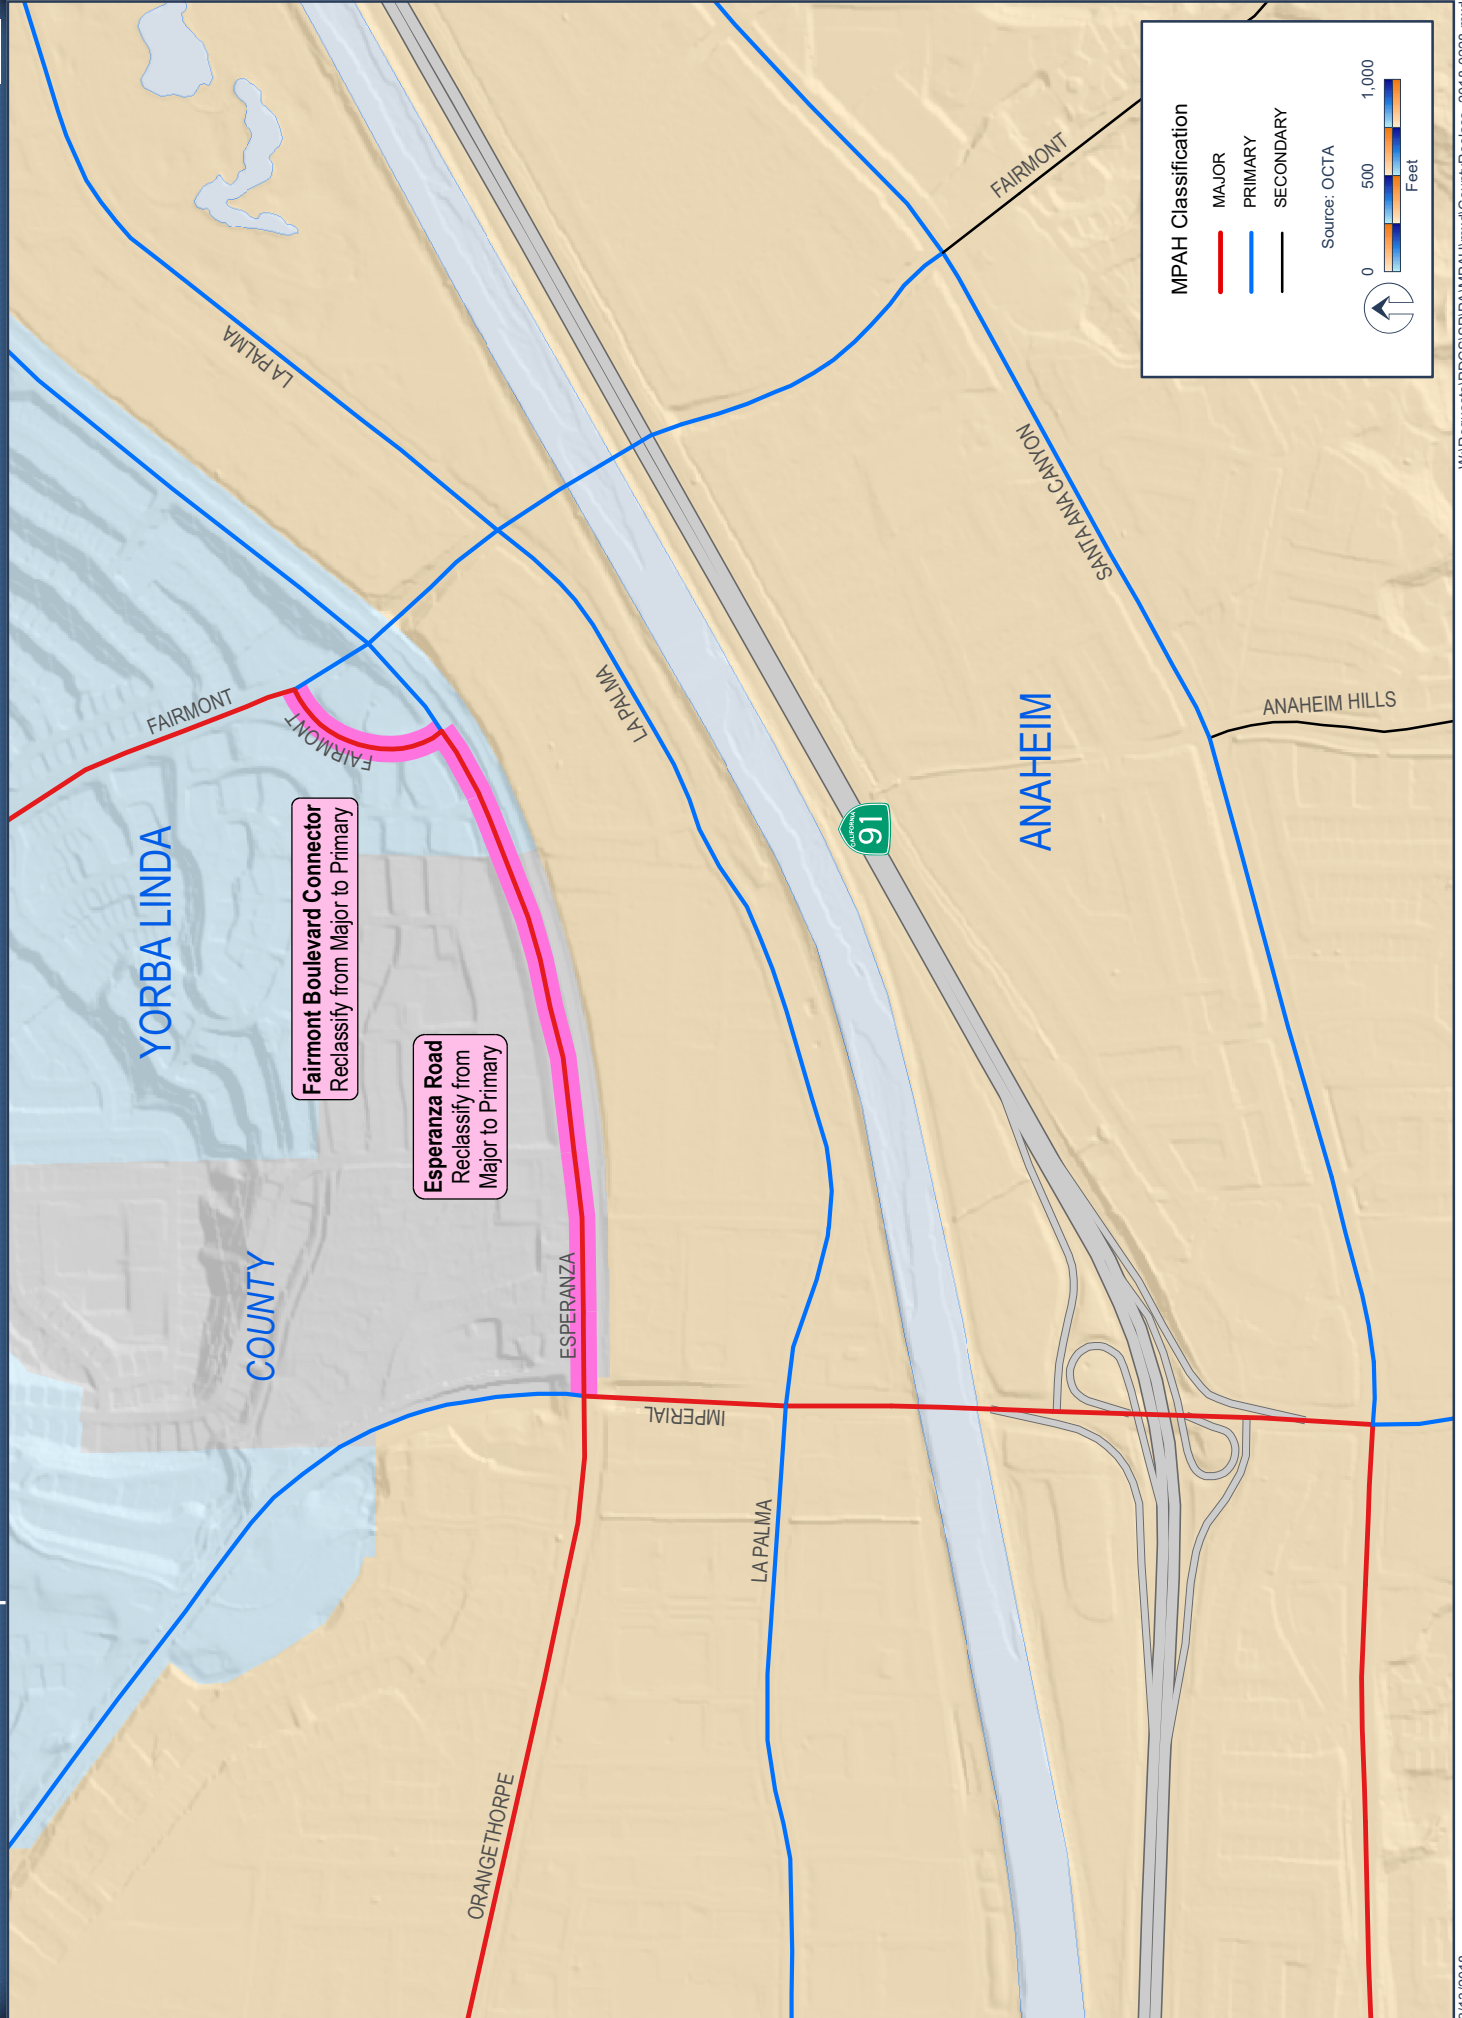 YORBA LINDA
COUNTY
ANAHEIM
Fairmont Boulevard Connector
Reclassify from Major to Primary
Esperanza Road
Reclassify from
Major to Primary
FAIRMONT
FAIRMONT
LA PALMA
LA PALMA
LA PALMA
ESPERANZA
IMPERIAL
ORANGETHORPE
CALIFORNIA
91
SANTA ANA CANYON
FAIRMONT
ANAHEIM HILLS
MPAH Classification
MAJOR
PRIMARY
SECONDARY
Source: OCTA
0 500 1,000
Feet